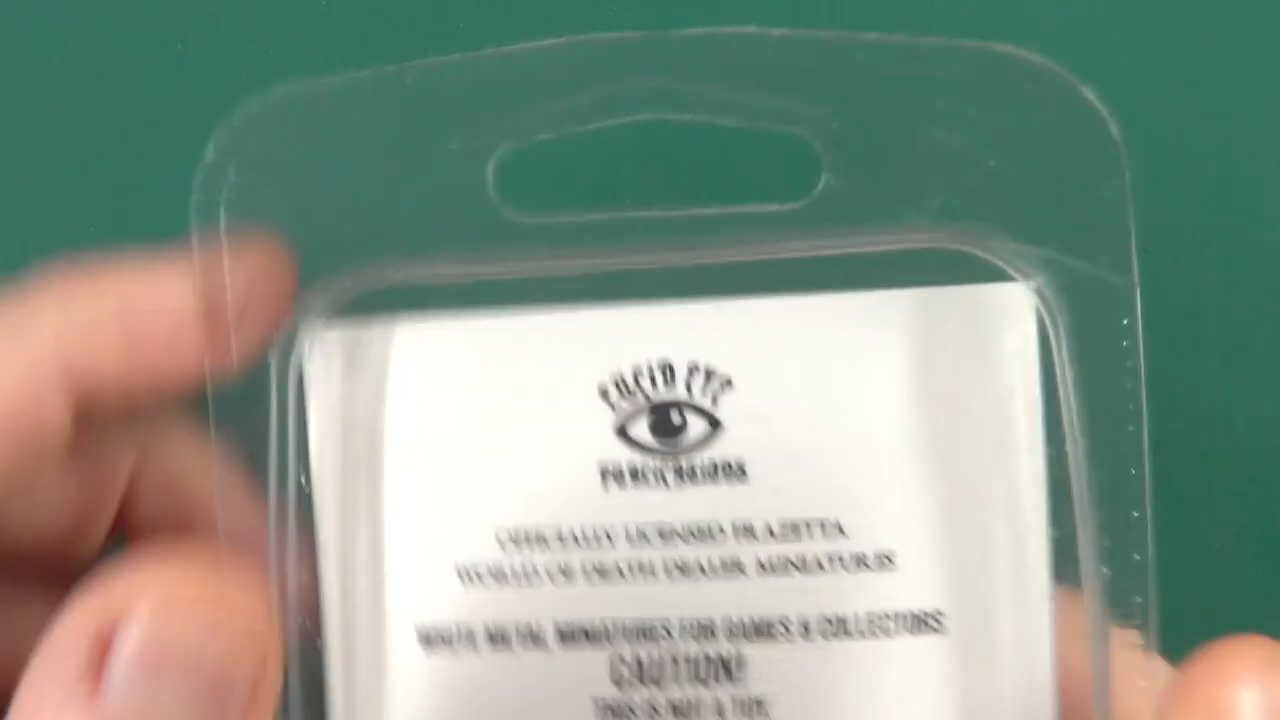 LUCID EYE
OFFICIALLY LICENSED FRAZETTA
WORLD OF DEATH DEALER MINIATURES
WHITE METAL MINIATURES FOR GAMES & COLLECTORS.
CAUTION!
THIS IS NOT A TOY.